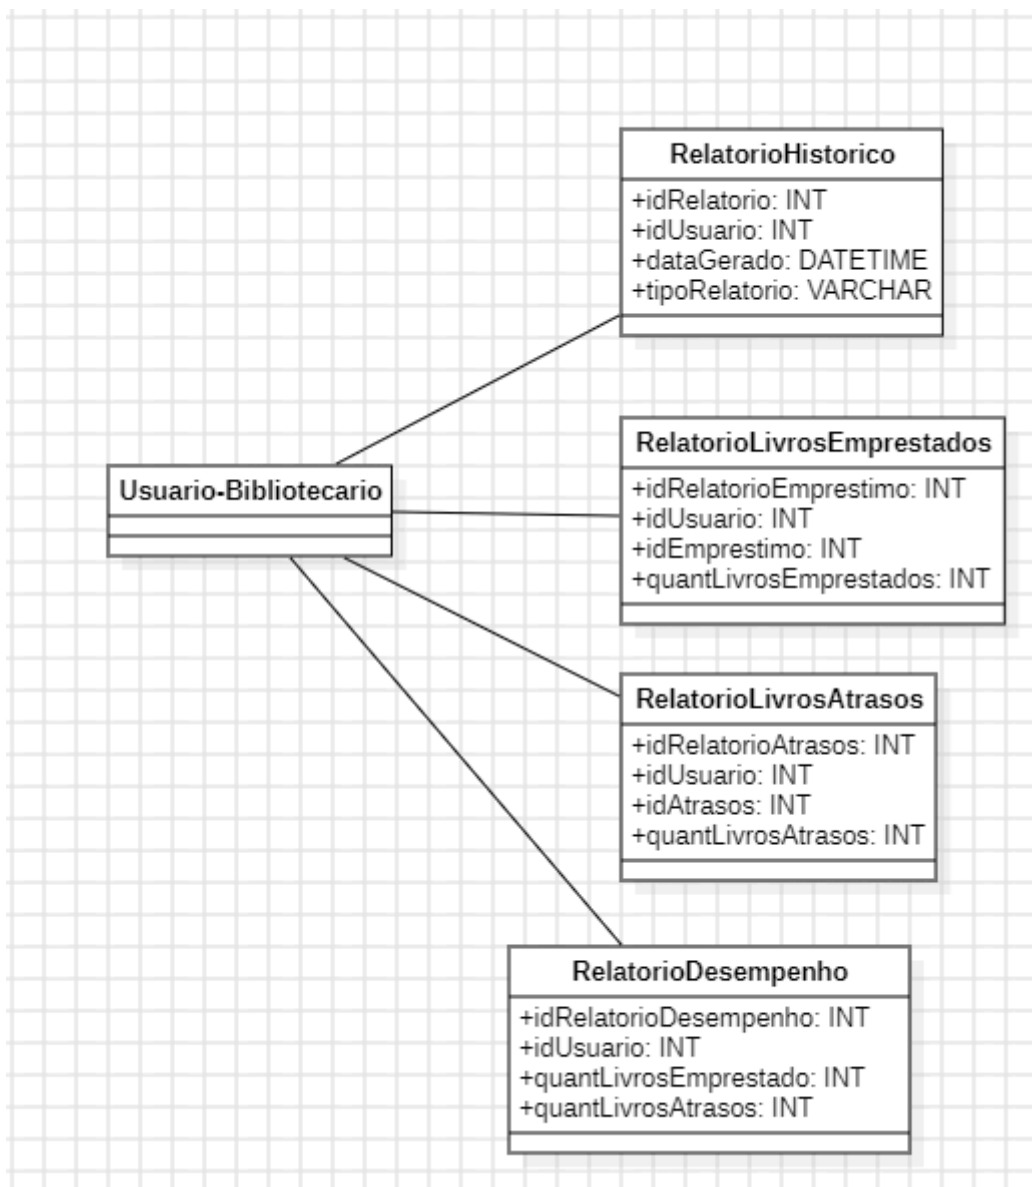 RelatorioHistorico
+idRelatorio: INT
+idUsuario: INT
+dataGerado: DATETIME
+tipoRelatorio: VARCHAR
Usuario-Bibliotecario
RelatorioLivrosEmprestados
+idRelatorioEmprestimo: INT
+idUsuario: INT
+idEmprestimo: INT
+quantLivrosEmprestados: INT
RelatorioLivrosAtrasos
+idRelatorioAtrasos: INT
+idUsuario: INT
+idAtrasos: INT
+quantLivrosAtrasos: INT
RelatorioDesempenho
+idRelatorioDesempenho: INT
+idUsuario: INT
+quantLivrosEmprestado: INT
+quantLivrosAtrasos: INT